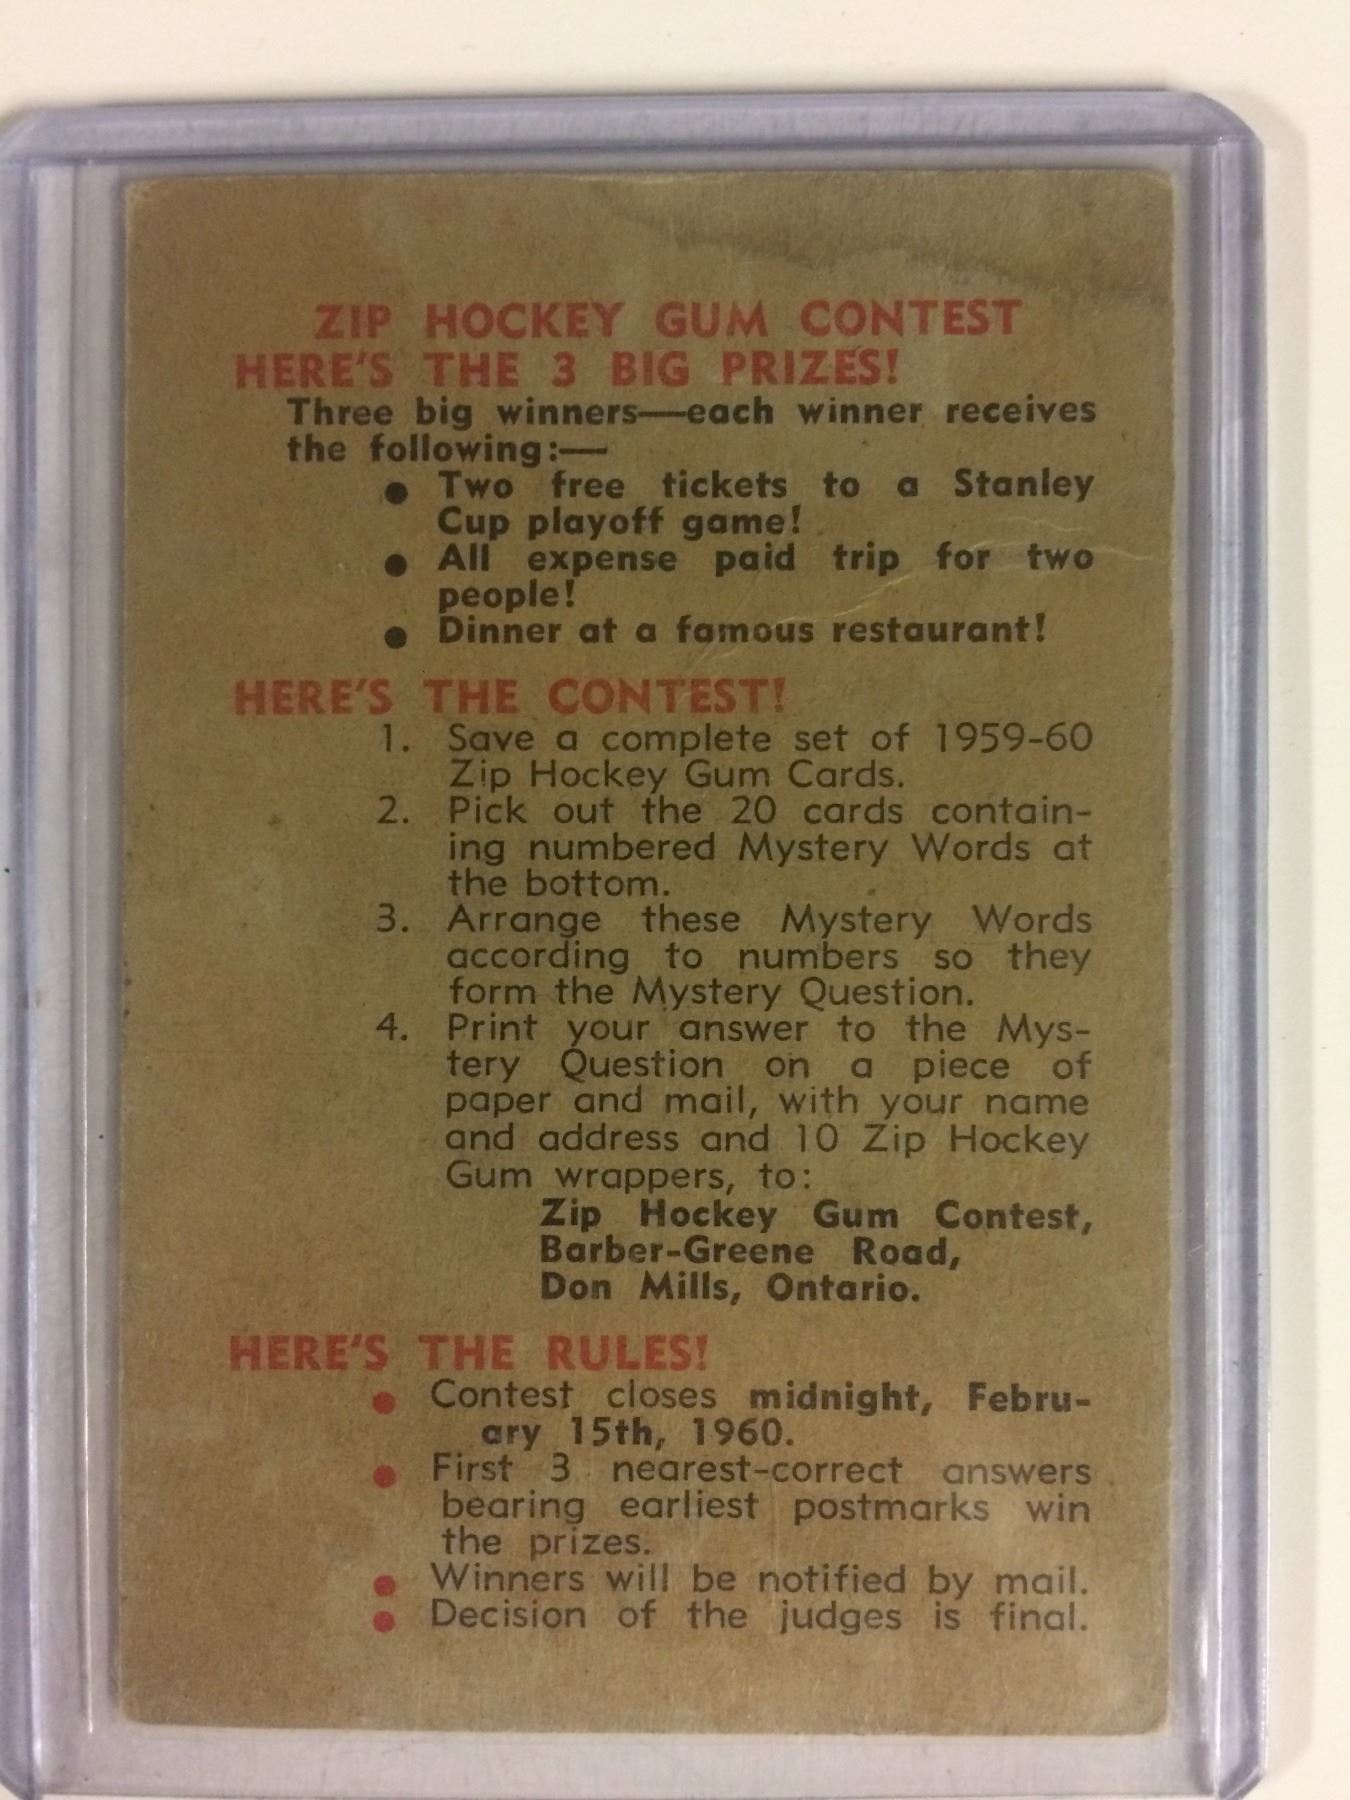 ZIP HOCKEY GUM CONTEST
HERE'S THE 3 BIG PRIZES!
Three big winners—each winner receives
the following:—
● Two free tickets to a Stanley
Cup playoff game!
● All expense paid trip for two
people!
● Dinner at a famous restaurant!
HERE'S THE CONTEST!
1. Save a complete set of 1959-60
Zip Hockey Gum Cards.
2. Pick out the 20 cards contain-
ing numbered Mystery Words at
the bottom.
3. Arrange these Mystery Words
according to numbers so they
form the Mystery Question.
4. Print your answer to the Mys-
tery Question on a piece of
paper and mail, with your name
and address and 10 Zip Hockey
Gum wrappers, to:
Zip Hockey Gum Contest,
Barber-Greene Road,
Don Mills, Ontario.
HERE'S THE RULES!
● Contest closes midnight, Febru-
ary 15th, 1960.
● First 3 nearest-correct answers
bearing earliest postmarks win
the prizes.
● Winners will be notified by mail.
● Decision of the judges is final.